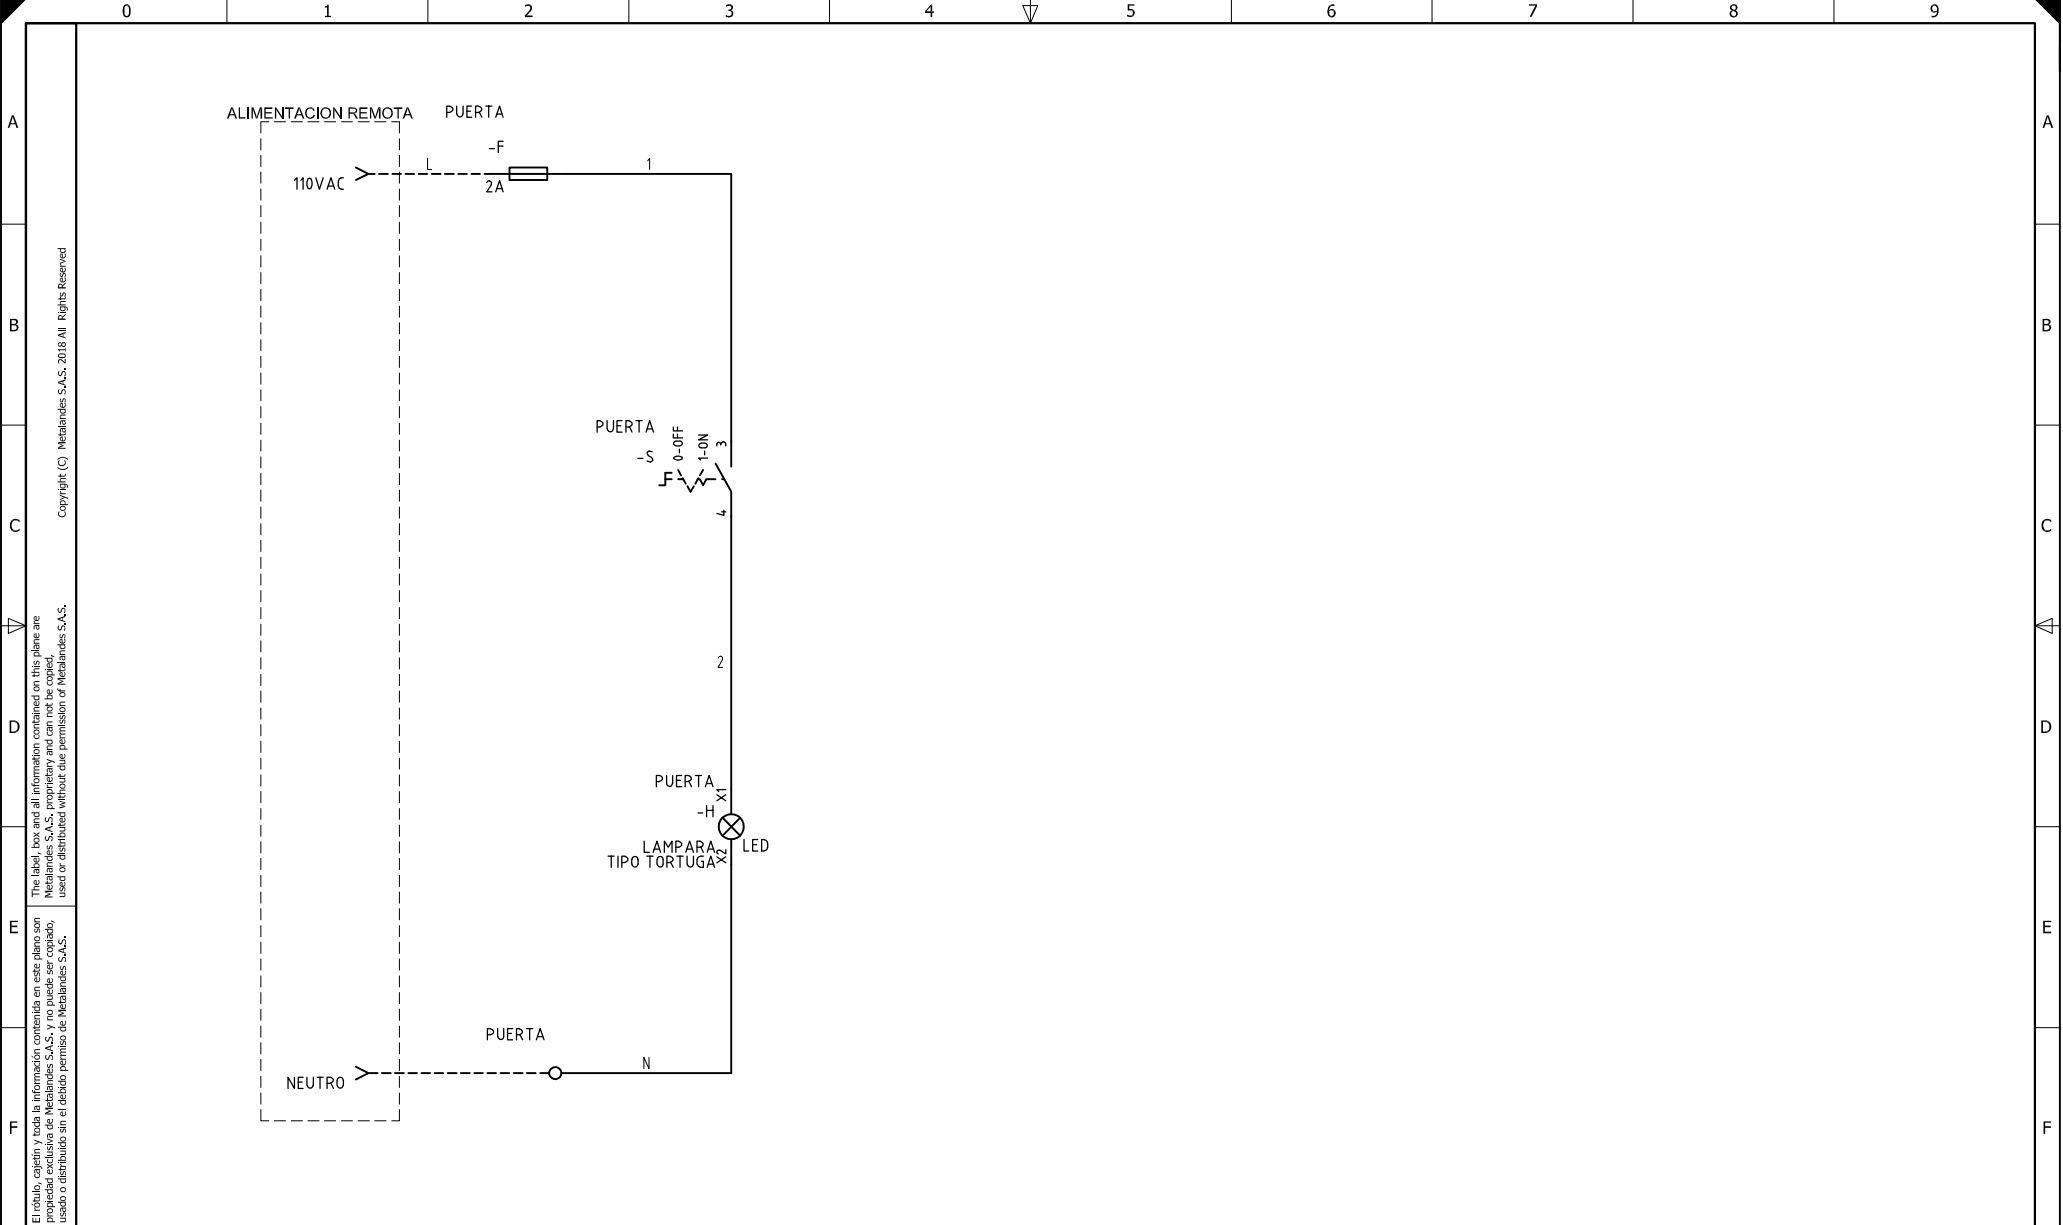 0 1 2 3 4 5 6 7 8 9
A A
ALIMENTACION REMOTA
PUERTA
-F
L
1
110VAC
2A
B B
Copyright (C) Metalandes S.A.S. 2018 All Rights Reserved
PUERTA
-S
0-OFF
1-ON
3
4
C C
The label, box and all information contained on this plane are
Metalandes S.A.S. proprietary and can not be copied,
used or distributed without due permission of Metalandes S.A.S.
2
D D
PUERTA
X1
-H
LAMPARA
TIPO TORTUGA
X2
LED
E E
El rótulo, cajetín y toda la información contenida en este plano son
propiedad exclusiva de Metalandes S.A.S. y no puede ser copiado,
usado o distribuido sin el debido permiso de Metalandes S.A.S.
PUERTA
N
NEUTRO
F F